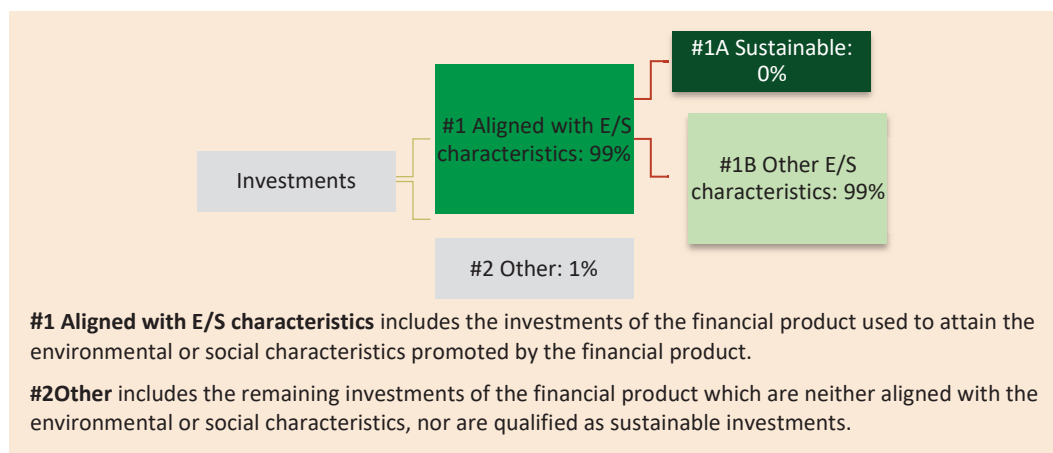 #1A Sustainable:
0%
#1 Aligned with E/S
characteristics: 99%
Investments
#1B Other E/S
characteristics: 99%
#2 Other: 1%
#1 Aligned with E/S characteristics includes the investments of the financial product used to attain the
environmental or social characteristics promoted by the financial product.
#2Other includes the remaining investments of the financial product which are neither aligned with the
environmental or social characteristics, nor are qualified as sustainable investments.